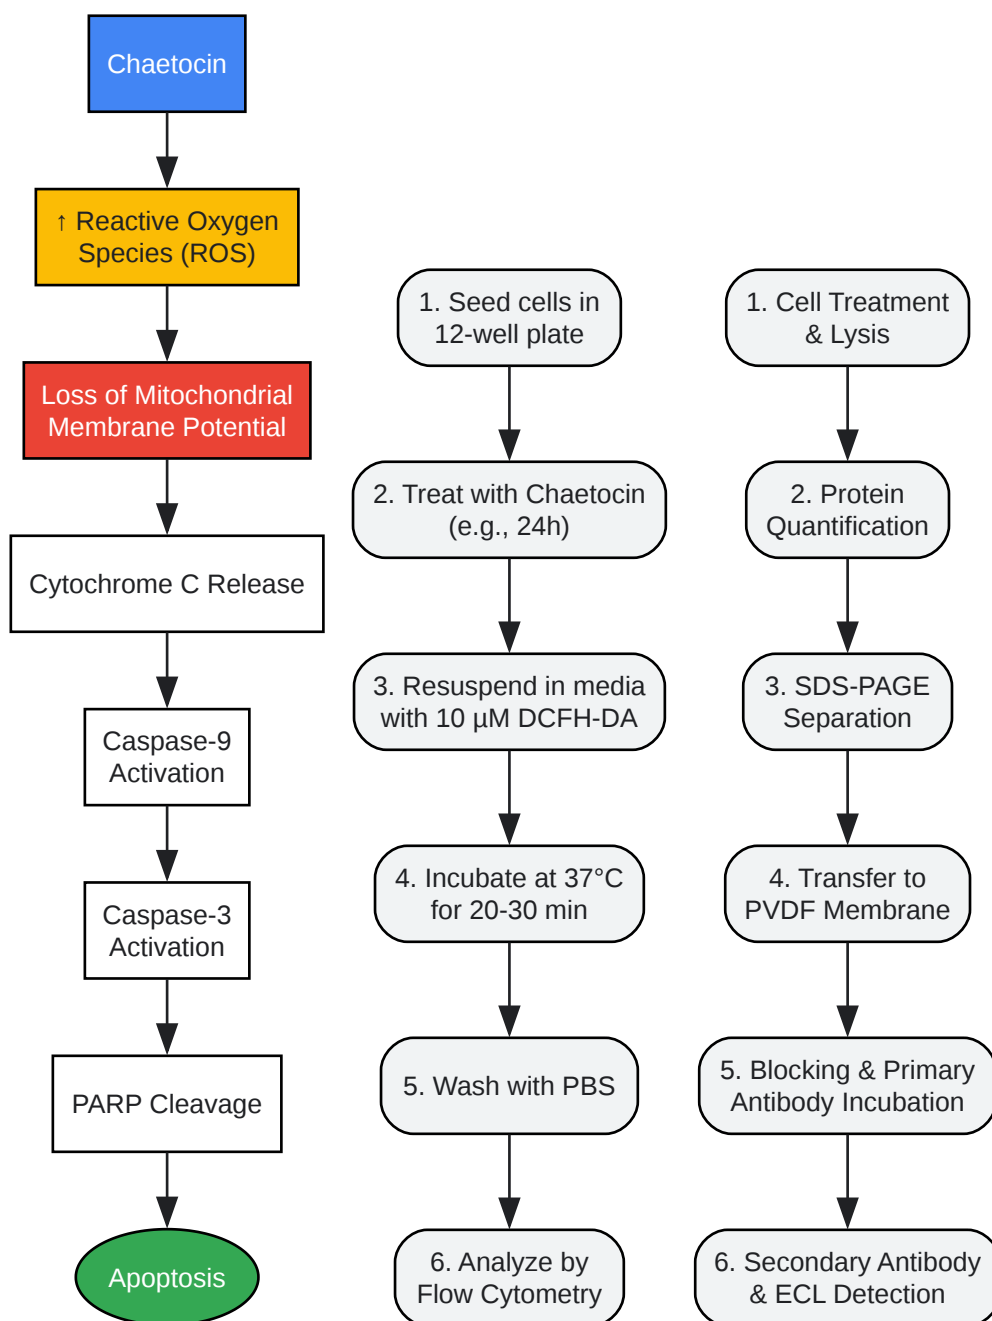 Chaetocin
↑ Reactive Oxygen
Species (ROS)
Loss of Mitochondrial
Membrane Potential
Cytochrome C Release
Caspase-9
Activation
Caspase-3
Activation
PARP Cleavage
Apoptosis
1. Seed cells in
12-well plate
2. Treat with Chaetocin
(e.g., 24h)
3. Resuspend in media
with 10 µM DCFH-DA
4. Incubate at 37°C
for 20-30 min
5. Wash with PBS
6. Analyze by
Flow Cytometry
1. Cell Treatment
& Lysis
2. Protein
Quantification
3. SDS-PAGE
Separation
4. Transfer to
PVDF Membrane
5. Blocking & Primary
Antibody Incubation
6. Secondary Antibody
& ECL Detection